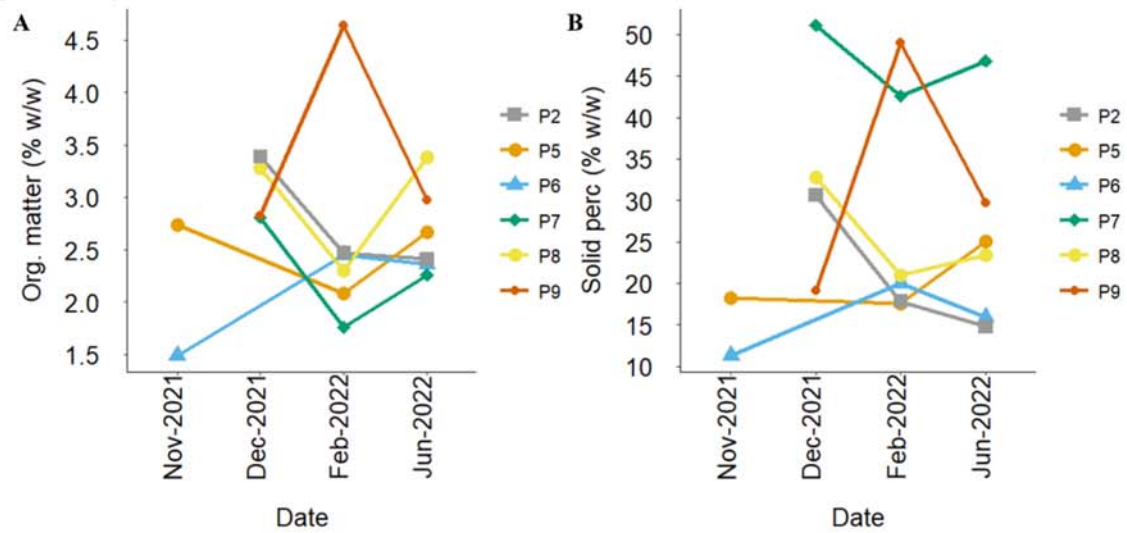 A
Org. matter (% w/w)
4.5
4.0
3.5
3.0
2.5
2.0
1.5
Nov-2021
Dec-2021
Feb-2022
Jun-2022
Date
P2
P5
P6
P7
P8
P9
B
Solid perc (% w/w)
50
45
40
35
30
25
20
15
10
Nov-2021
Dec-2021
Feb-2022
Jun-2022
Date
P2
P5
P6
P7
P8
P9